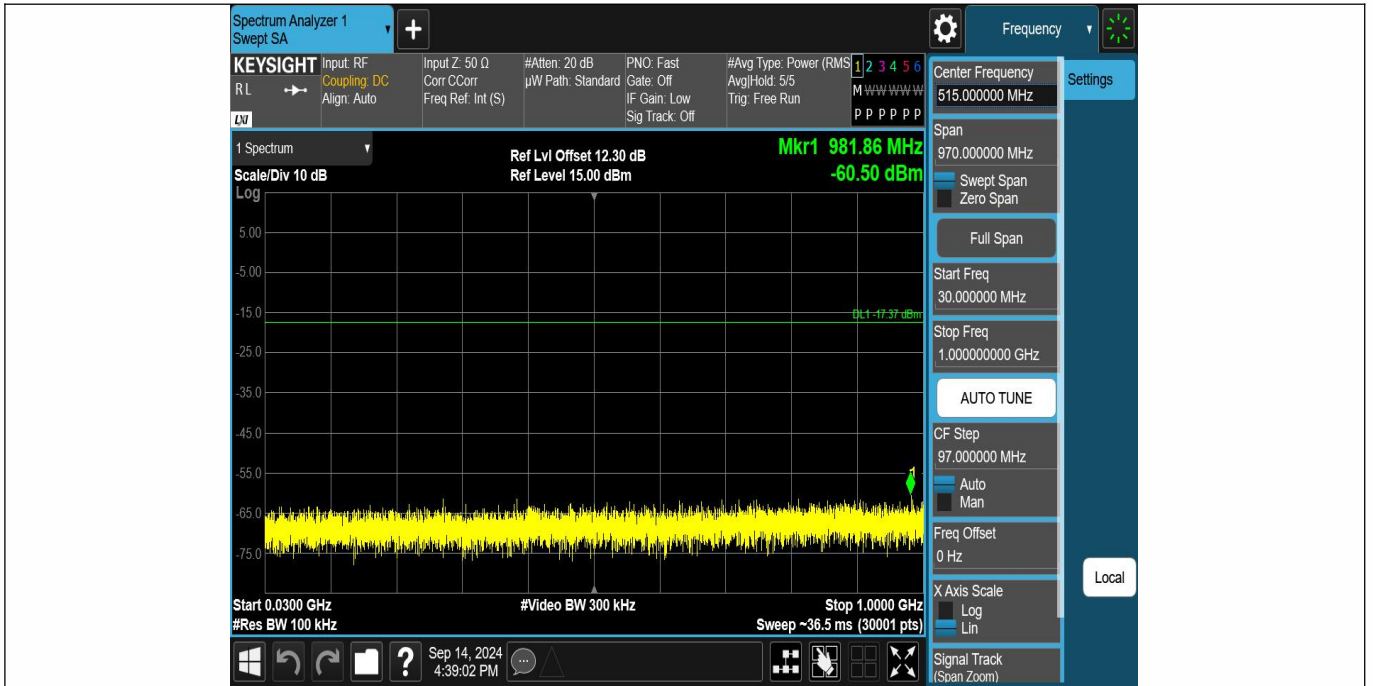 Spectrum Analyzer 1
Swept SA
+
Frequency
KEYSIGHT
R L
LXI
Input: RF
Coupling: DC
Align: Auto
Input Z: 50 Ω
Corr CCorr
Freq Ref: Int (S)
#Atten: 20 dB
µW Path: Standard
PNO: Fast
Gate: Off
IF Gain: Low
Sig Track: Off
#Avg Type: Power (RMS
Avg|Hold: 5/5
Trig: Free Run
1 2 3 4 5 6
M W W W W W
P P P P P P
1 Spectrum
Scale/Div 10 dB
Ref Lvl Offset 12.30 dB
Ref Level 15.00 dBm
Mkr1 981.86 MHz
-60.50 dBm
Log
5.00
-5.00
-15.0
DL1 -17.37 dBm
-25.0
-35.0
-45.0
-55.0
1
-65.0
-75.0
Start 0.0300 GHz
#Video BW 300 kHz
Stop 1.0000 GHz
#Res BW 100 kHz
Sweep ~36.5 ms (30001 pts)
?
Sep 14, 2024
4:39:02 PM
Center Frequency
515.000000 MHz
Settings
Span
970.000000 MHz
Swept Span
Zero Span
Full Span
Start Freq
30.000000 MHz
Stop Freq
1.000000000 GHz
AUTO TUNE
CF Step
97.000000 MHz
Auto
Man
Freq Offset
0 Hz
Local
X Axis Scale
Log
Lin
Signal Track
(Span Zoom)